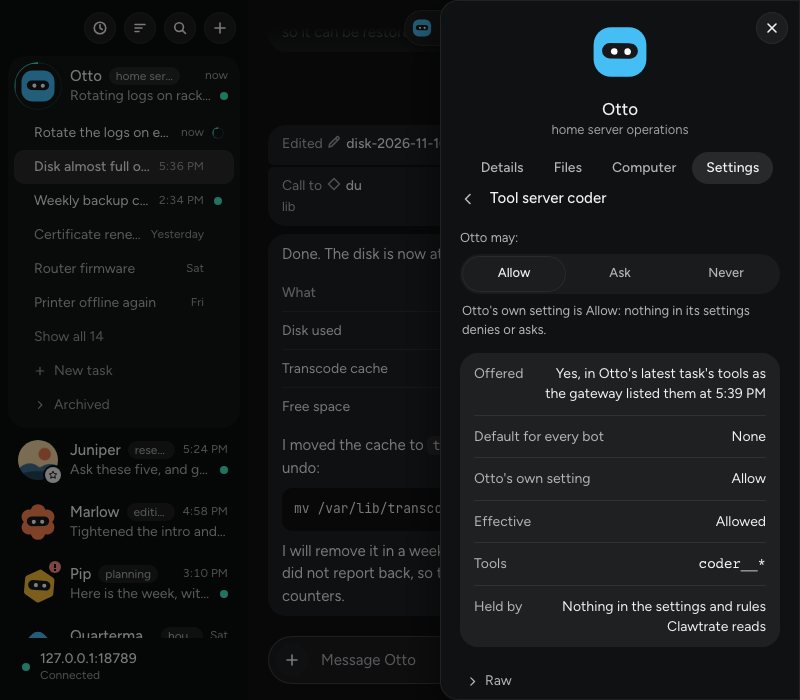 Otto
home ser...
now
Rotating logs on rack...
Rotate the logs on e...
now
Disk almost full o...
5:36 PM
Weekly backup c...
2:34 PM
Certificate rene...
Yesterday
Router firmware
Sat
Printer offline again
Fri
Show all 14
New task
Archived
Juniper
rese...
5:24 PM
Ask these five, and g...
Marlow
editi...
4:58 PM
Tightened the intro and...
Pip
planning
3:10 PM
Here is the week, wit...
Quarterma
hou
Sat
127.0.0.1:18789
Connected
so it can be restor
Edited disk-2026-11-1
Call to du
lib
Done. The disk is now at
What
Disk used
Transcode cache
Free space
I moved the cache to t
undo:
mv /var/lib/transco
I will remove it in a week
did not report back, so t
counters.
Message Otto
Otto
home server operations
Details
Files
Computer
Settings
Tool server coder
Otto may:
Allow
Ask
Never
Otto's own setting is Allow: nothing in its settings
denies or asks.
Offered
Yes, in Otto's latest task's tools as
the gateway listed them at 5:39 PM
Default for every bot
None
Otto's own setting
Allow
Effective
Allowed
Tools
coder__*
Held by
Nothing in the settings and rules
Clawtrate reads
Raw